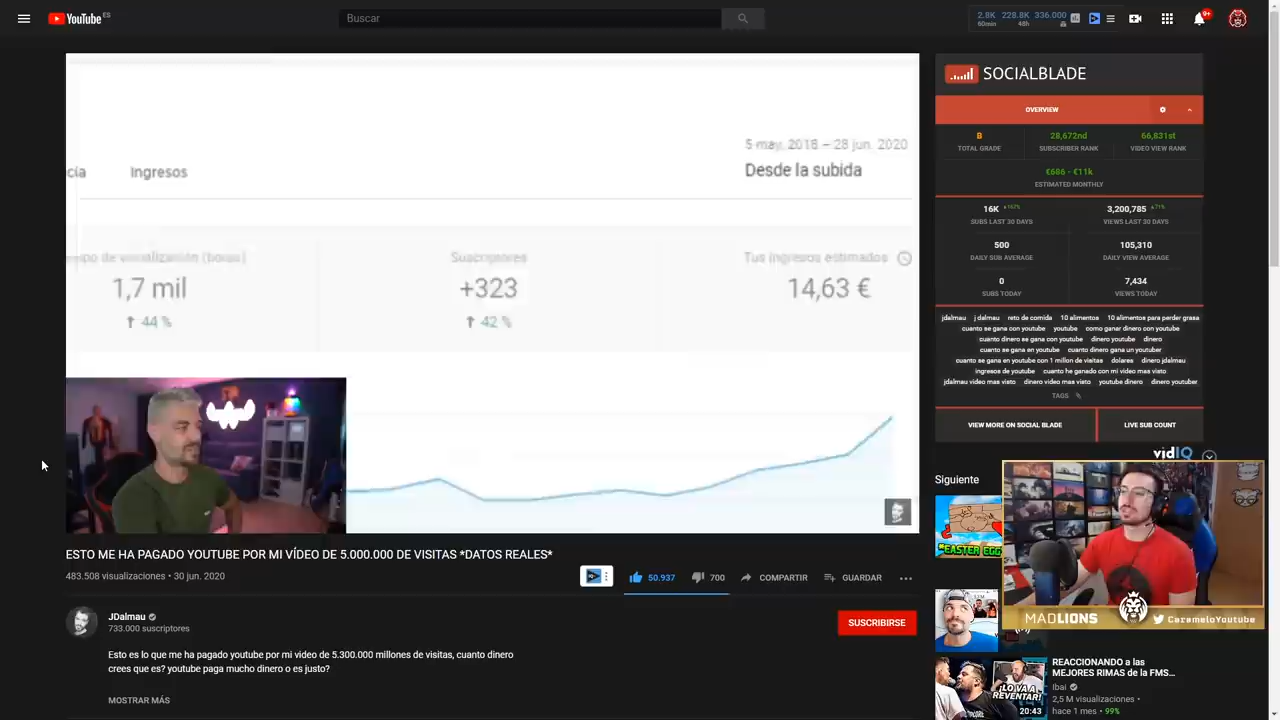 YouTube ES
Buscar
2.8K 228.8K 336.000
60min 48h
9+
5 may. 2018 – 28 jun. 2020
Desde la subida
cia Ingresos
mpo de visualización (horas)
1,7 mil
44 %
Suscriptores
+323
42 %
Tus ingresos estimados
14,63 €
SOCIALBLADE
OVERVIEW
B 28,672nd 66,831st
TOTAL GRADE SUBSCRIBER RANK VIDEO VIEW RANK
€686 - €11k
ESTIMATED MONTHLY
16K 3,200,785
SUBS LAST 30 DAYS VIEWS LAST 30 DAYS
500 105,310
DAILY SUB AVERAGE DAILY VIEW AVERAGE
0 7,434
SUBS TODAY VIEWS TODAY
jdalmau j dalmau reto de comida 10 alimentos 10 alimentos para perder grasa
cuanto se gana con youtube youtube como ganar dinero con youtube
cuanto dinero se gana con youtube dinero youtube dinero
cuanto se gana en youtube cuanto dinero gana un youtuber
cuanto se gana en youtube con 1 millon de visitas dolares dinero jdalmau
ingresos de youtube cuanto he ganado con mi video mas visto
jdalmau video mas visto dinero video mas visto youtube dinero dinero youtuber
TAGS
VIEW MORE ON SOCIAL BLADE LIVE SUB COUNT
vidIQ
Siguiente
*EASTER EGG
ESTO ME HA PAGADO YOUTUBE POR MI VÍDEO DE 5.000.000 DE VISITAS *DATOS REALES*
483.508 visualizaciones • 30 jun. 2020
50.937 700 COMPARTIR GUARDAR
JDalmau
733.000 suscriptores
SUSCRIBIRSE
Esto es lo que me ha pagado youtube por mi video de 5.300.000 millones de visitas, cuanto dinero
crees que es? youtube paga mucho dinero o es justo?
MOSTRAR MÁS
MADLIONS CarameloYoutube
¡LO VA A
REVENTAR!
20:43
REACCIONANDO a las
MEJORES RIMAS de la FMS...
Ibai
2,5 M visualizaciones •
hace 1 mes • 99%